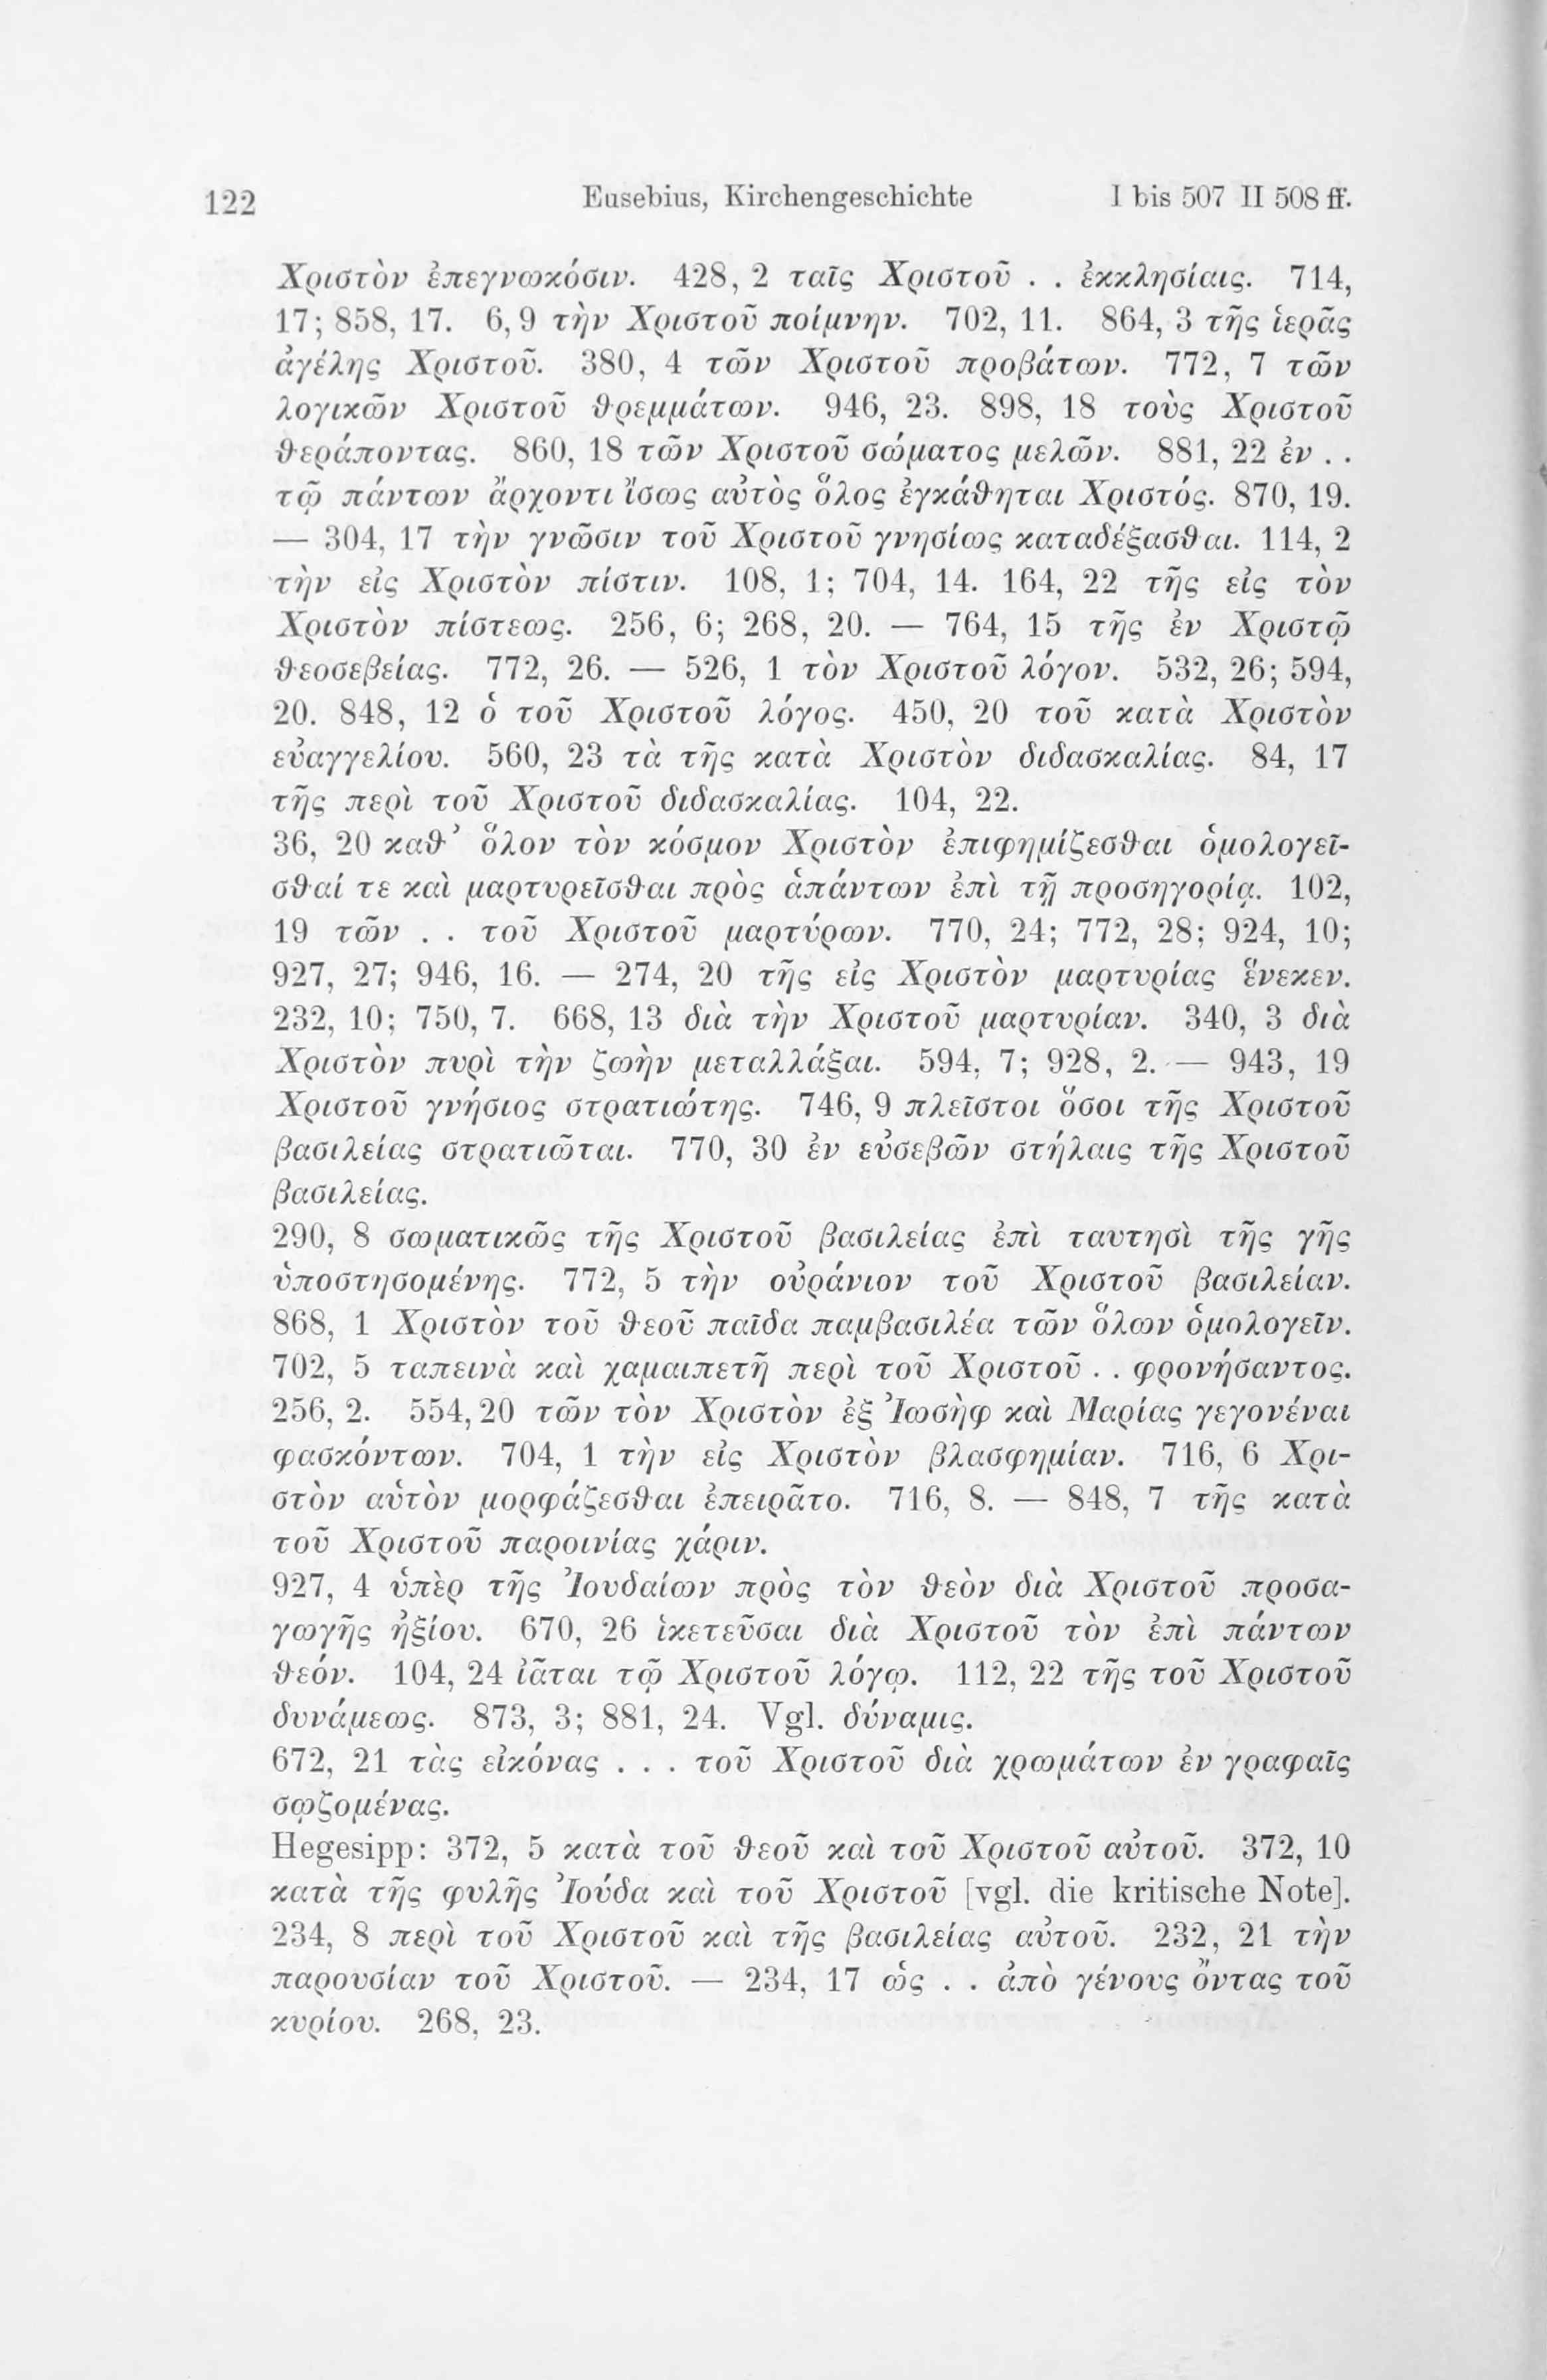 122 Eusebius, Kirchengeschichte I bis 507 II 508 ff.
Χριστὸν ἐπεγνωκόσιν. 428, 2 ταῖς Χριστοῦ . . ἐκκλησίαις. 714,
17; 858, 17. 6, 9 τὴν Χριστοῦ ποίμνην. 702, 11. 864, 3 τῆς ἱερᾶς
ἀγέλης Χριστοῦ. 380, 4 τῶν Χριστοῦ προβάτων. 772, 7 τῶν
λογικῶν Χριστοῦ θρεμμάτων. 946, 23. 898, 18 τοὺς Χριστοῦ
θεράποντας. 860, 18 τῶν Χριστοῦ σώματος μελῶν. 881, 22 ἐν . .
τῷ πάντων ἄρχοντι ἴσως αὐτὸς ὅλος ἐγκάθηται Χριστός. 870, 19.
— 304, 17 τὴν γνῶσιν τοῦ Χριστοῦ γνησίως καταδέξασθαι. 114, 2
τὴν εἰς Χριστὸν πίστιν. 108, 1; 704, 14. 164, 22 τῆς εἰς τὸν
Χριστὸν πίστεως. 256, 6; 268, 20. — 764, 15 τῆς ἐν Χριστῷ
θεοσεβείας. 772, 26. — 526, 1 τὸν Χριστοῦ λόγον. 532, 26; 594,
20. 848, 12 ὁ τοῦ Χριστοῦ λόγος. 450, 20 τοῦ κατὰ Χριστὸν
εὐαγγελίου. 560, 23 τὰ τῆς κατὰ Χριστὸν διδασκαλίας. 84, 17
τῆς περὶ τοῦ Χριστοῦ διδασκαλίας. 104, 22.
36, 20 καθ’ ὅλον τὸν κόσμον Χριστὸν ἐπιφημίζεσθαι ὁμολογεῖ-
σθαί τε καὶ μαρτυρεῖσθαι πρὸς ἁπάντων ἐπὶ τῇ προσηγορίᾳ. 102,
19 τῶν . . τοῦ Χριστοῦ μαρτύρων. 770, 24; 772, 28; 924, 10;
927, 27; 946, 16. — 274, 20 τῆς εἰς Χριστὸν μαρτυρίας ἕνεκεν.
232, 10; 750, 7. 668, 13 διὰ τὴν Χριστοῦ μαρτυρίαν. 340, 3 διὰ
Χριστὸν πυρὶ τὴν ζωὴν μεταλλάξαι. 594, 7; 928, 2. — 943, 19
Χριστοῦ γνήσιος στρατιώτης. 746, 9 πλεῖστοι ὅσοι τῆς Χριστοῦ
βασιλείας στρατιῶται. 770, 30 ἐν εὐσεβῶν στήλαις τῆς Χριστοῦ
βασιλείας.
290, 8 σωματικῶς τῆς Χριστοῦ βασιλείας ἐπὶ ταυτησὶ τῆς γῆς
ὑποστησομένης. 772, 5 τὴν οὐράνιον τοῦ Χριστοῦ βασιλείαν.
868, 1 Χριστὸν τοῦ θεοῦ παῖδα παμβασιλέα τῶν ὅλων ὁμολογεῖν.
702, 5 ταπεινὰ καὶ χαμαιπετῆ περὶ τοῦ Χριστοῦ . . φρονήσαντος.
256, 2. 554, 20 τῶν τὸν Χριστὸν ἐξ Ἰωσὴφ καὶ Μαρίας γεγονέναι
φασκόντων. 704, 1 τὴν εἰς Χριστὸν βλασφημίαν. 716, 6 Χρι-
στὸν αὑτὸν μορφάζεσθαι ἐπειρᾶτο. 716, 8. — 848, 7 τῆς κατὰ
τοῦ Χριστοῦ παροινίας χάριν.
927, 4 ὑπὲρ τῆς Ἰουδαίων πρὸς τὸν θεὸν διὰ Χριστοῦ προσα-
γωγῆς ἠξίου. 670, 26 ἱκετεῦσαι διὰ Χριστοῦ τὸν ἐπὶ πάντων
θεόν. 104, 24 ἰᾶται τῷ Χριστοῦ λόγῳ. 112, 22 τῆς τοῦ Χριστοῦ
δυνάμεως. 873, 3; 881, 24. Vgl. δύναμις.
672, 21 τὰς εἰκόνας . . . τοῦ Χριστοῦ διὰ χρωμάτων ἐν γραφαῖς
σῳζομένας.
Hegesipp: 372, 5 κατὰ τοῦ θεοῦ καὶ τοῦ Χριστοῦ αὐτοῦ. 372, 10
κατὰ τῆς φυλῆς Ἰούδα καὶ τοῦ Χριστοῦ [vgl. die kritische Note].
234, 8 περὶ τοῦ Χριστοῦ καὶ τῆς βασιλείας αὐτοῦ. 232, 21 τὴν
παρουσίαν τοῦ Χριστοῦ. — 234, 17 ὡς . . ἀπὸ γένους ὄντας τοῦ
κυρίου. 268, 23.